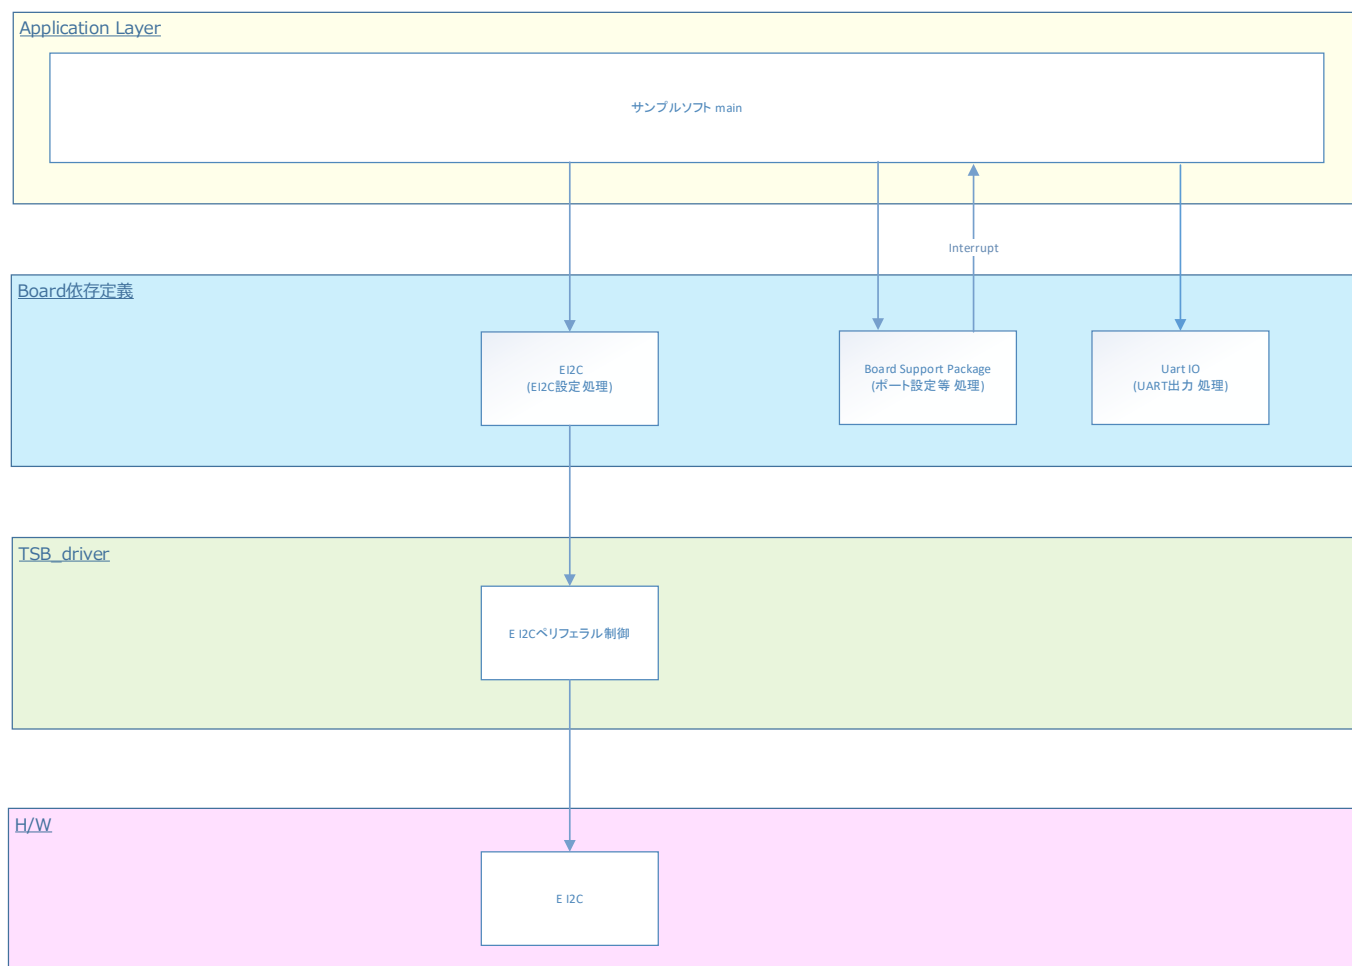 Application Layer
サンプルソフト main
Interrupt
Board依存定義
EI2C
(EI2C設定処理)
Board Support Package
(ポート設定等 処理)
Uart IO
(UART出力 処理)
TSB_driver
E I2Cペリフェラル制御
H/W
E I2C